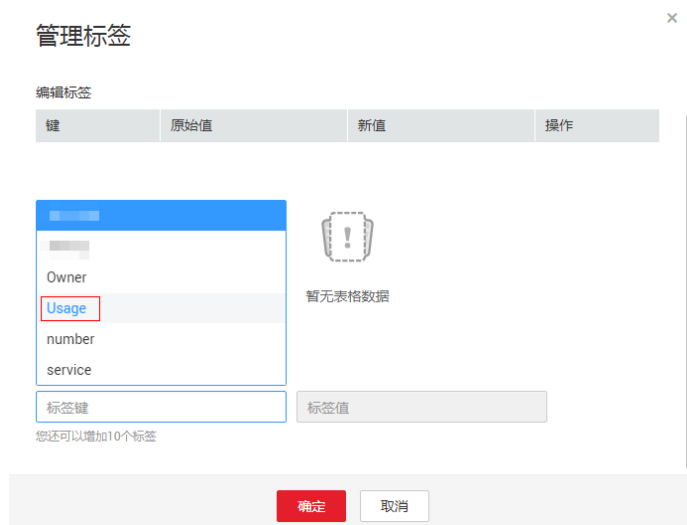 管理标签
编辑标签
键 原始值 新值 操作
Owner
Usage
number
service
暂无表格数据
标签键 标签值
您还可以增加10个标签
确定 取消